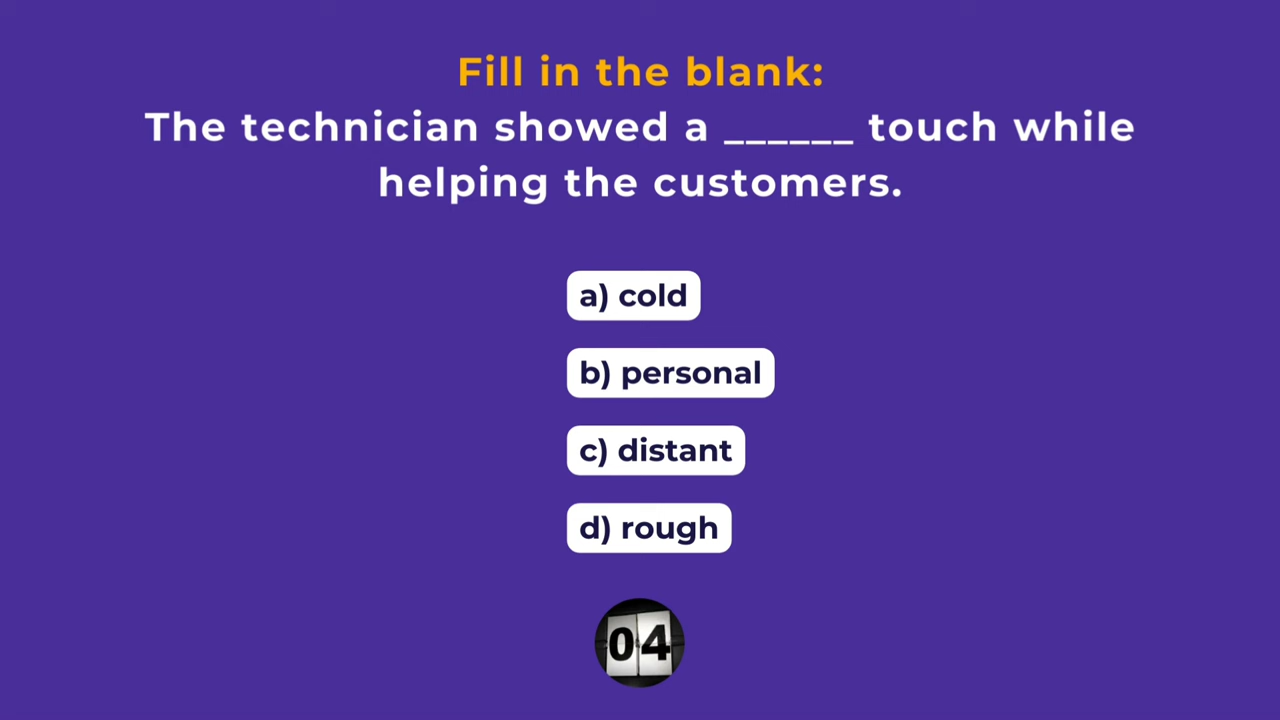 Fill in the blank:
The technician showed a ______ touch while
helping the customers.
a) cold
b) personal
c) distant
d) rough
04